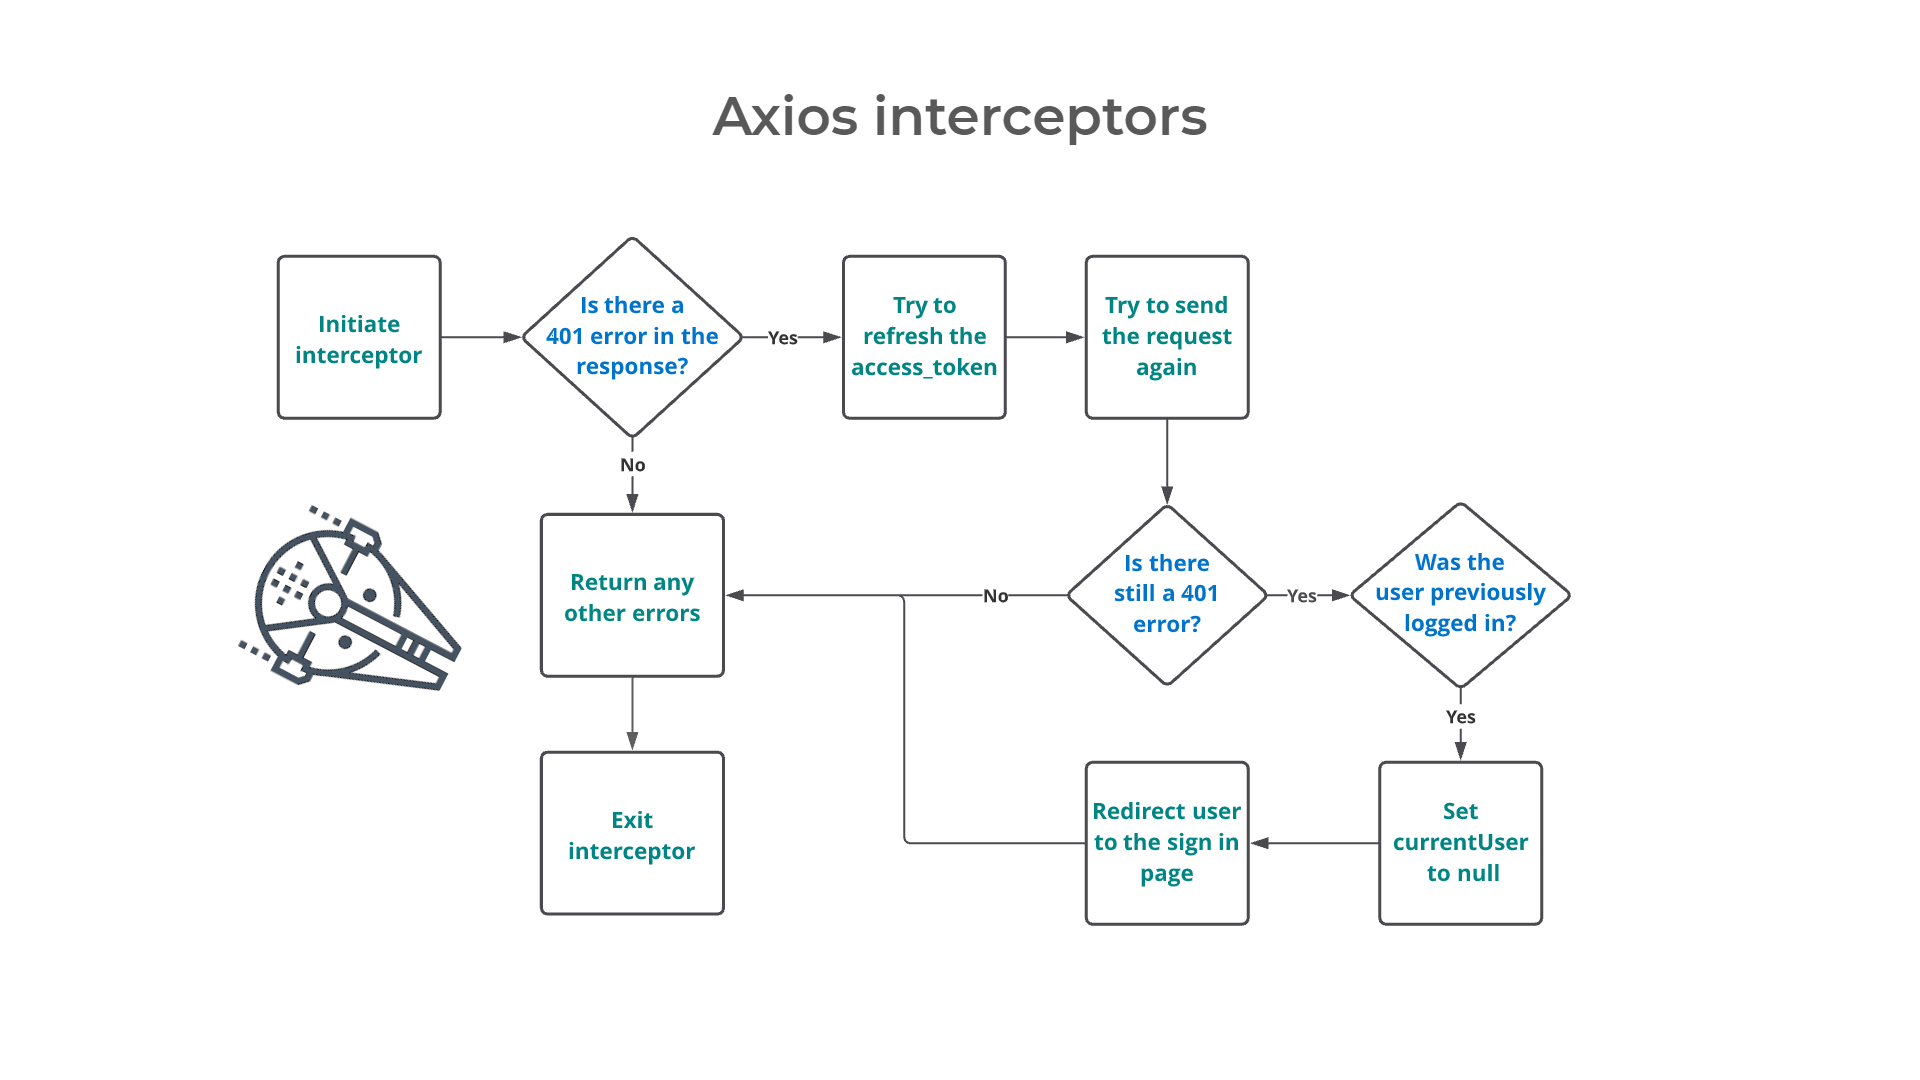 Axios interceptors
Initiate
interceptor
Is there a
401 error in the
response?
Yes
Try to
refresh the
access_token
Try to send
the request
again
No
Return any
other errors
No
Is there
still a 401
error?
Yes
Was the
user previously
logged in?
Yes
Exit
interceptor
Redirect user
to the sign in
page
Set
currentUser
to null